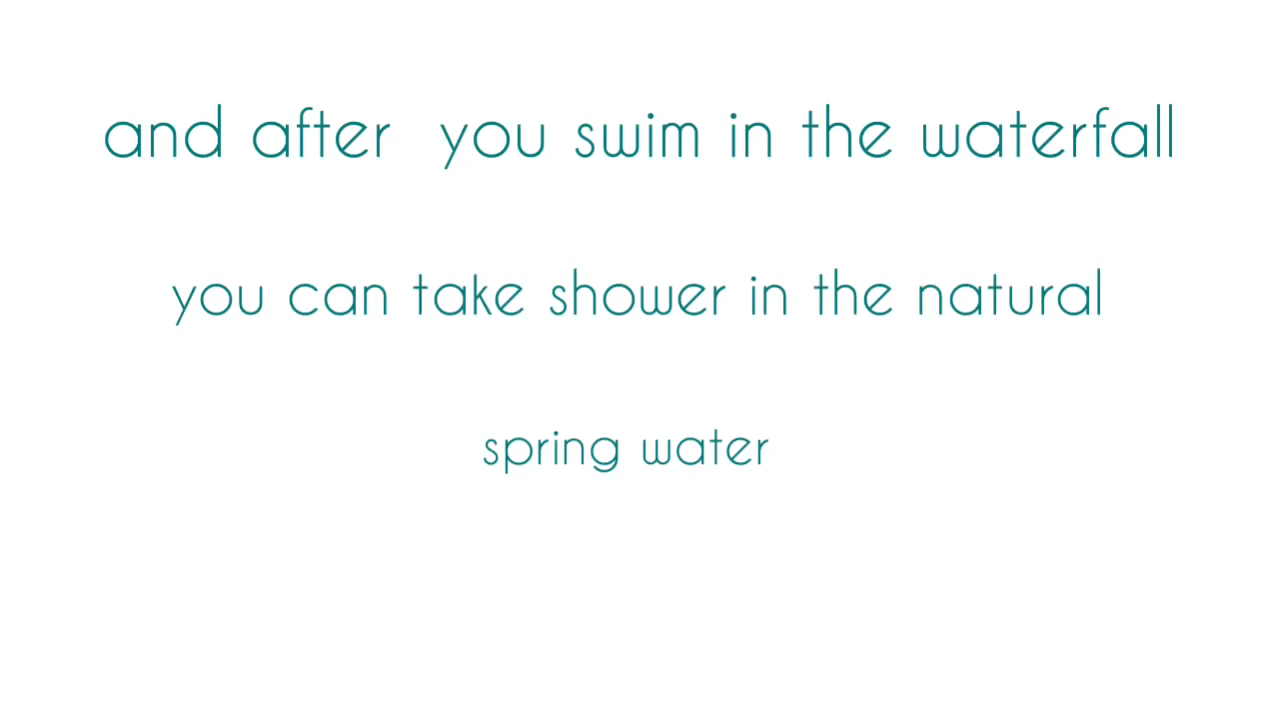 and after  you swim in the waterfall
you can take shower in the natural
spring water